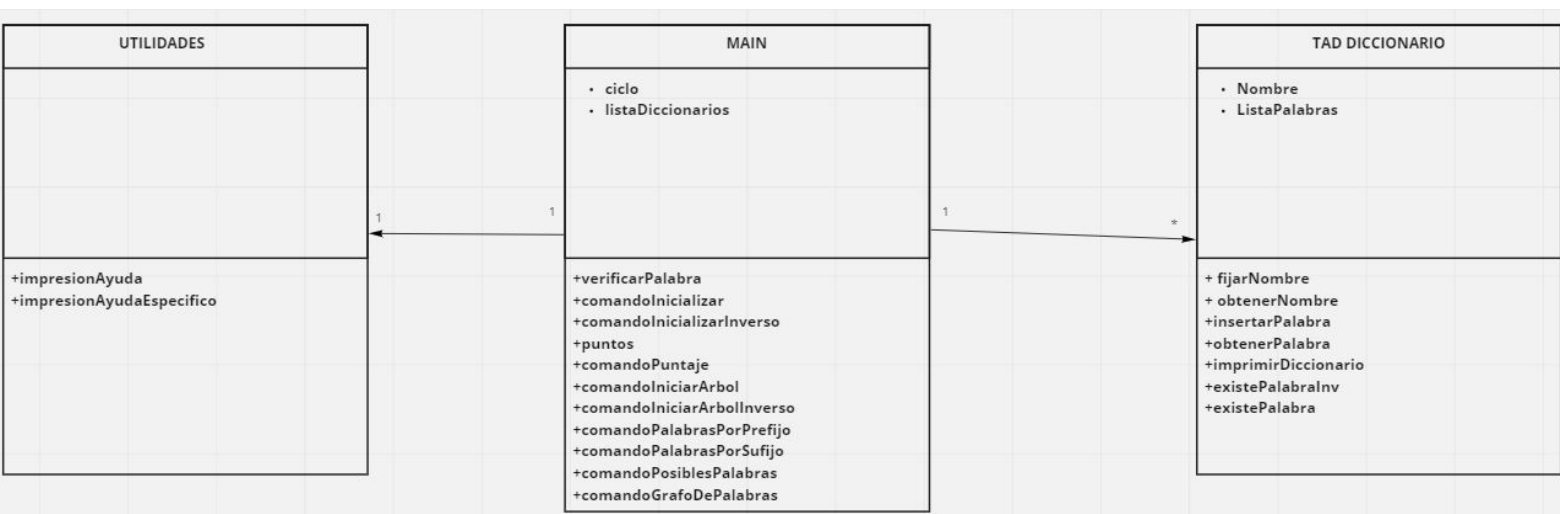 UTILIDADES
+impresionAyuda
+impresionAyudaEspecifico
1
1
MAIN
• ciclo
• listaDiccionarios
+verificarPalabra
+comandoInicializar
+comandoInicializarInverso
+puntos
+comandoPuntaje
+comandoIniciarArbol
+comandoIniciarArbolInverso
+comandoPalabrasPorPrefijo
+comandoPalabrasPorSufijo
+comandoPosiblesPalabras
+comandoGrafoDePalabras
1
*
TAD DICCIONARIO
• Nombre
• ListaPalabras
+ fijarNombre
+ obtenerNombre
+insertarPalabra
+obtenerPalabra
+imprimirDiccionario
+existePalabraInv
+existePalabra